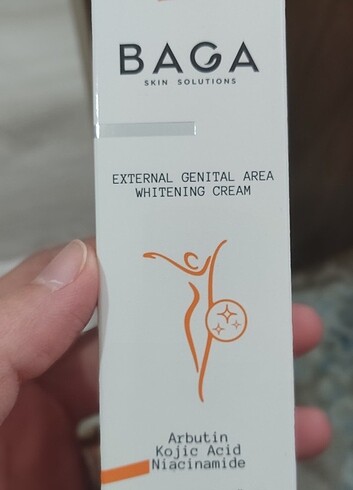 BAGA
SKIN SOLUTIONS
EXTERNAL GENITAL AREA
WHITENING CREAM
Arbutin
Kojic Acid
Niacinamide